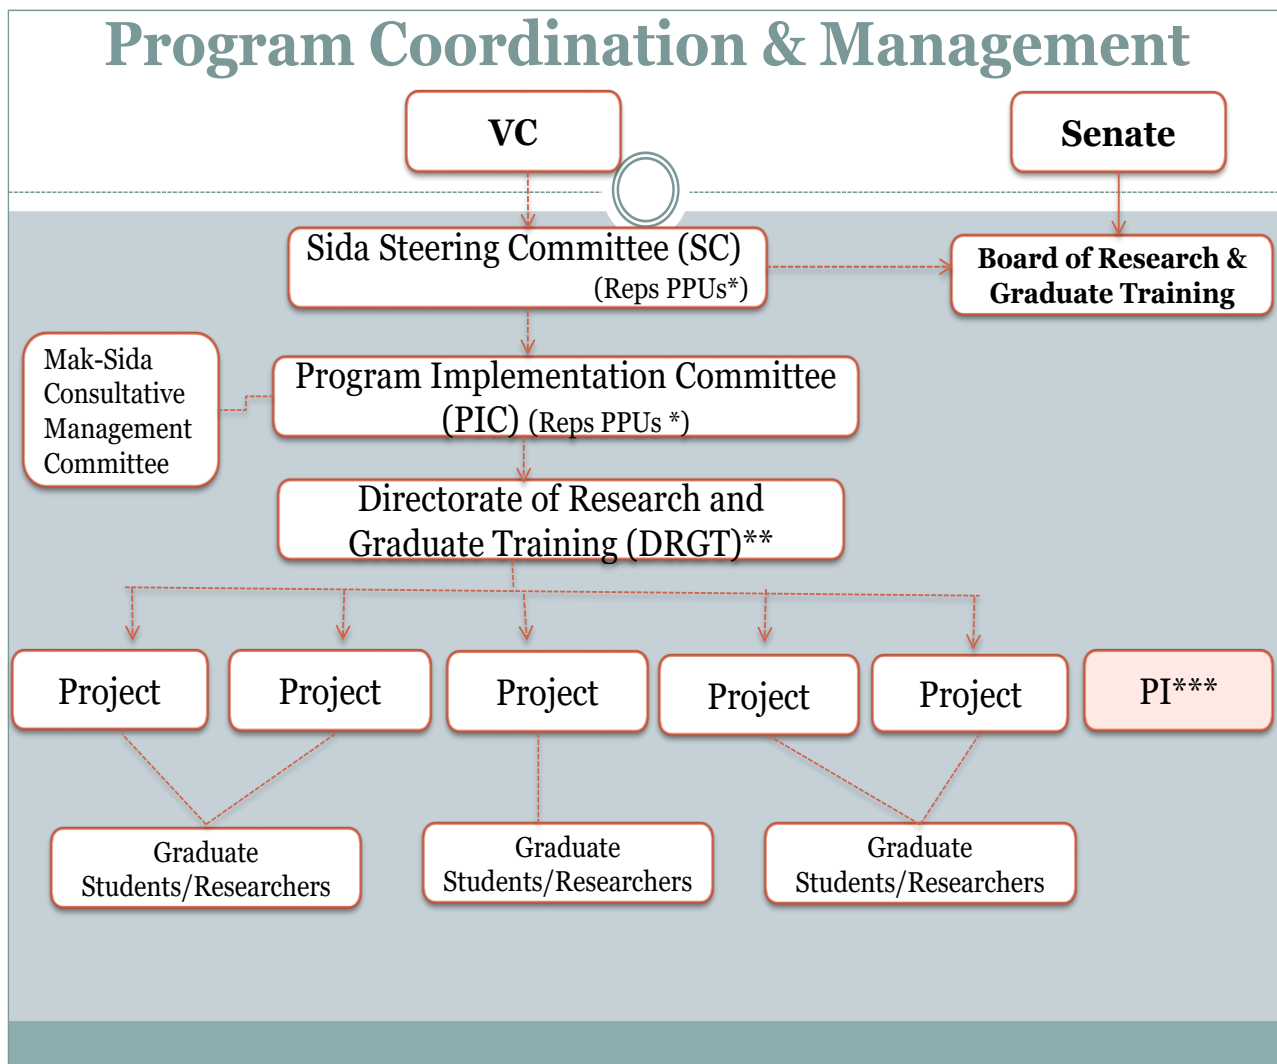 Program Coordination & Management
VC
Senate
Sida Steering Committee (SC)
(Reps PPUs*)
Board of Research &
Graduate Training
Mak-Sida
Consultative
Management
Committee
Program Implementation Committee
(PIC) (Reps PPUs *)
Directorate of Research and
Graduate Training (DRGT)**
Project
Project
Project
Project
Project
PI***
Graduate
Students/Researchers
Graduate
Students/Researchers
Graduate
Students/Researchers